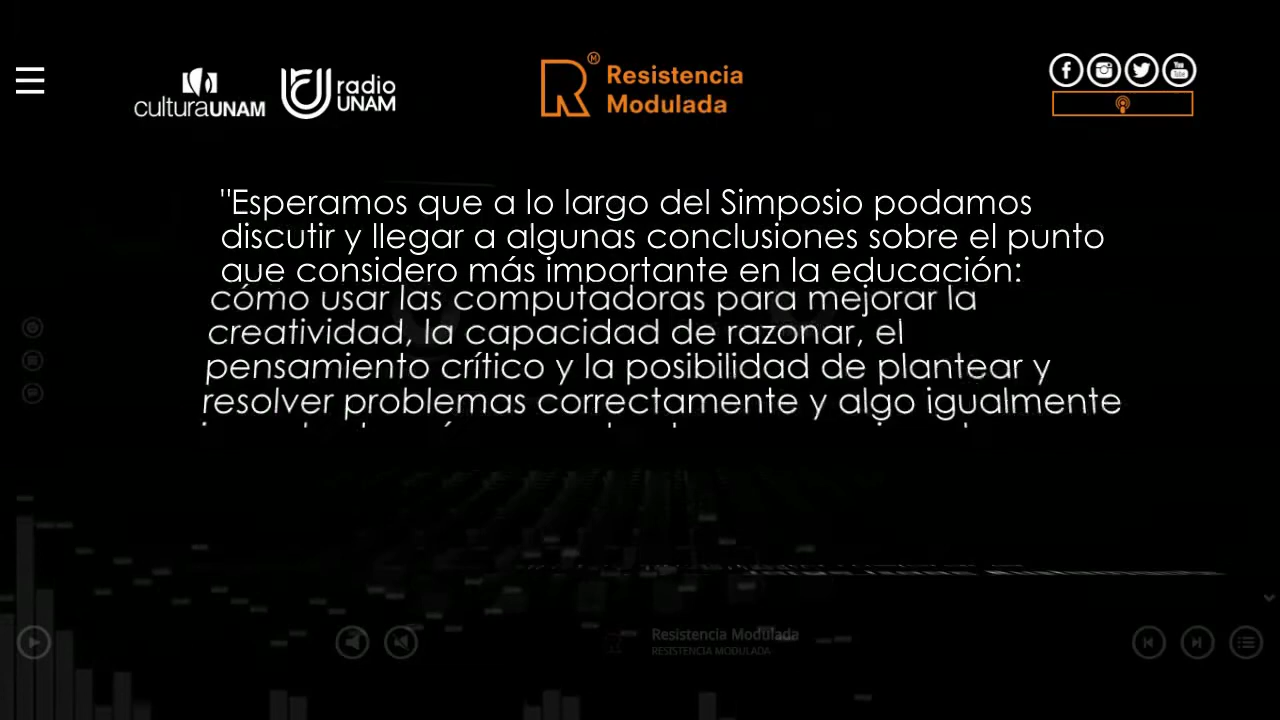 culturaUNAM
radio
UNAM
Resistencia
Modulada
"Esperamos que a lo largo del Simposio podamos
discutir y llegar a algunas conclusiones sobre el punto
que considero más importante en la educación:
cómo usar las computadoras para mejorar la
creatividad, la capacidad de razonar, el
pensamiento crítico y la posibilidad de plantear y
resolver problemas correctamente y algo igualmente
Resistencia Modulada
RESISTENCIA MODULADA